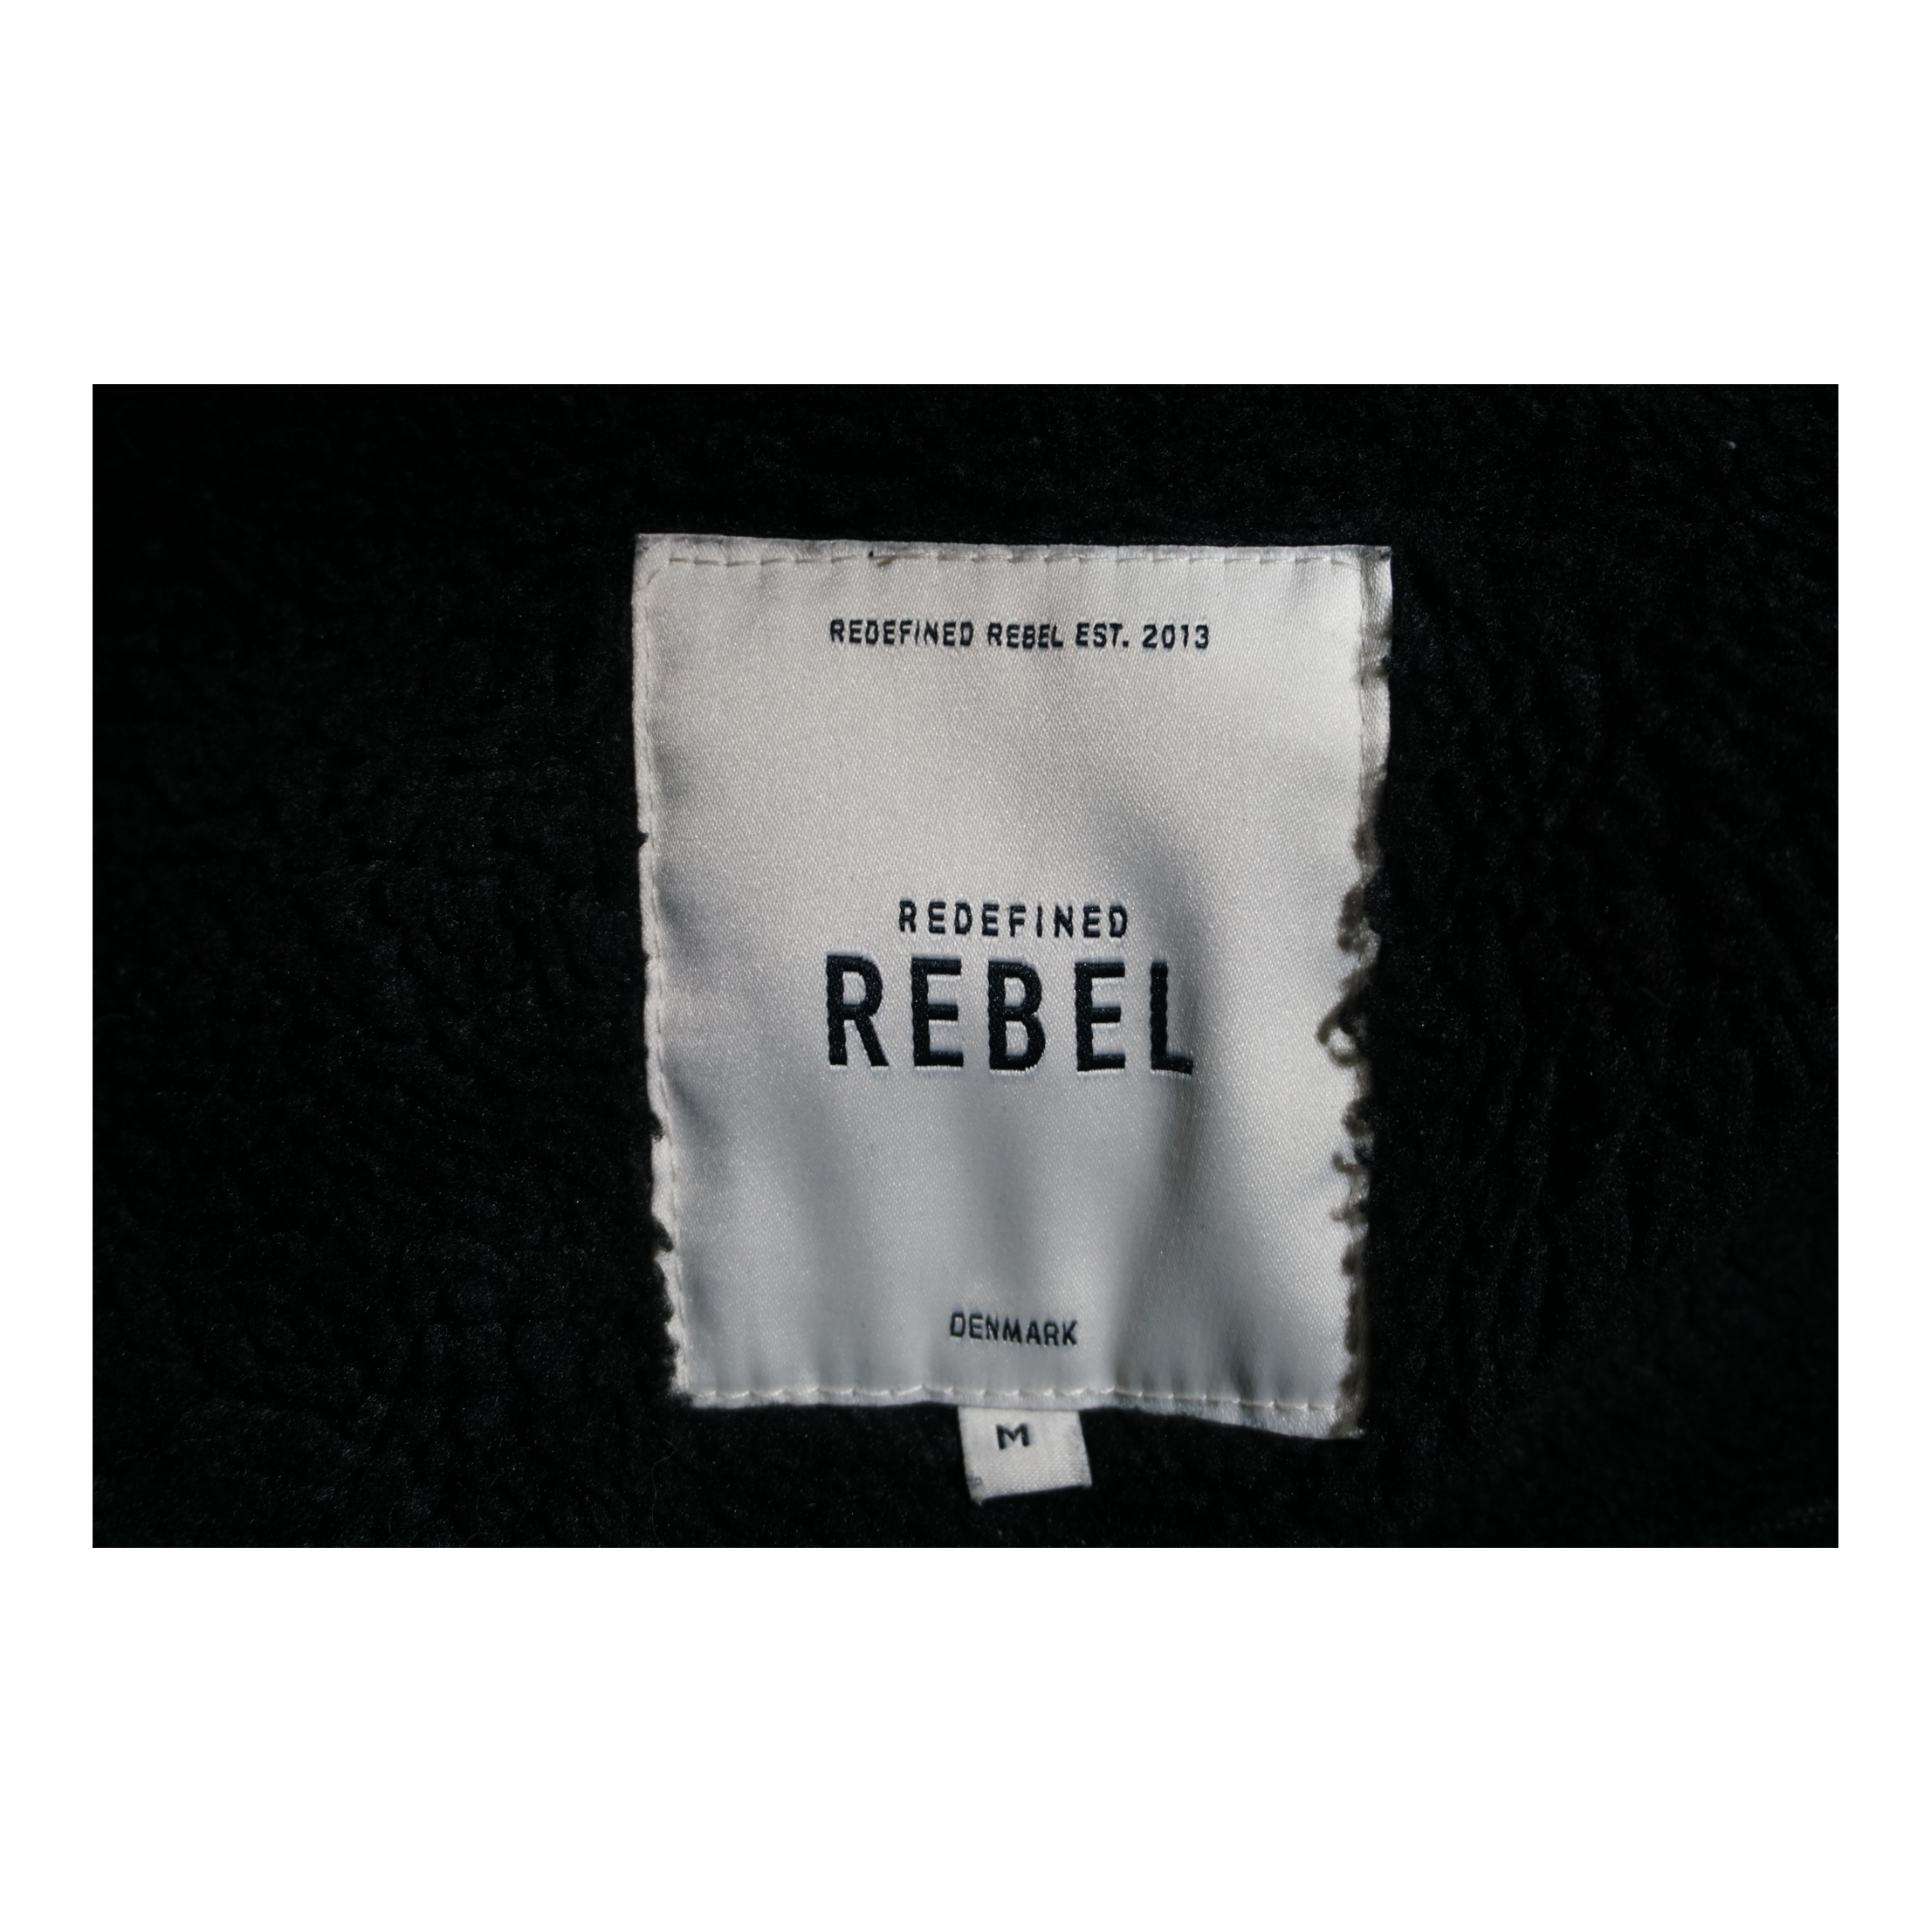 REDEFINED REBEL EST. 2013
REDEFINED
REBEL
DENMARK
M